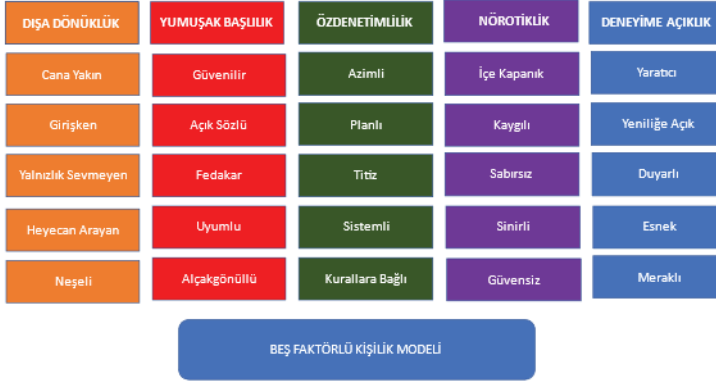 DIŞA DÖNÜKLÜK
YUMUŞAK BAŞLILIK
ÖZDENETİMLİLİK
NÖROTİKLİK
DENEYİME AÇIKLIK
Cana Yakın
Güvenilir
Azimli
İçe Kapanık
Yaratıcı
Girişken
Açık Sözlü
Planlı
Kaygılı
Yeniliğe Açık
Yalnızlık Sevmeyen
Fedakar
Titiz
Sabırsız
Duyarlı
Heyecan Arayan
Uyumlu
Sistemli
Sinirli
Esnek
Neşeli
Alçakgönüllü
Kurallara Bağlı
Güvensiz
Meraklı
BEŞ FAKTÖRLÜ KİŞİLİK MODELİ